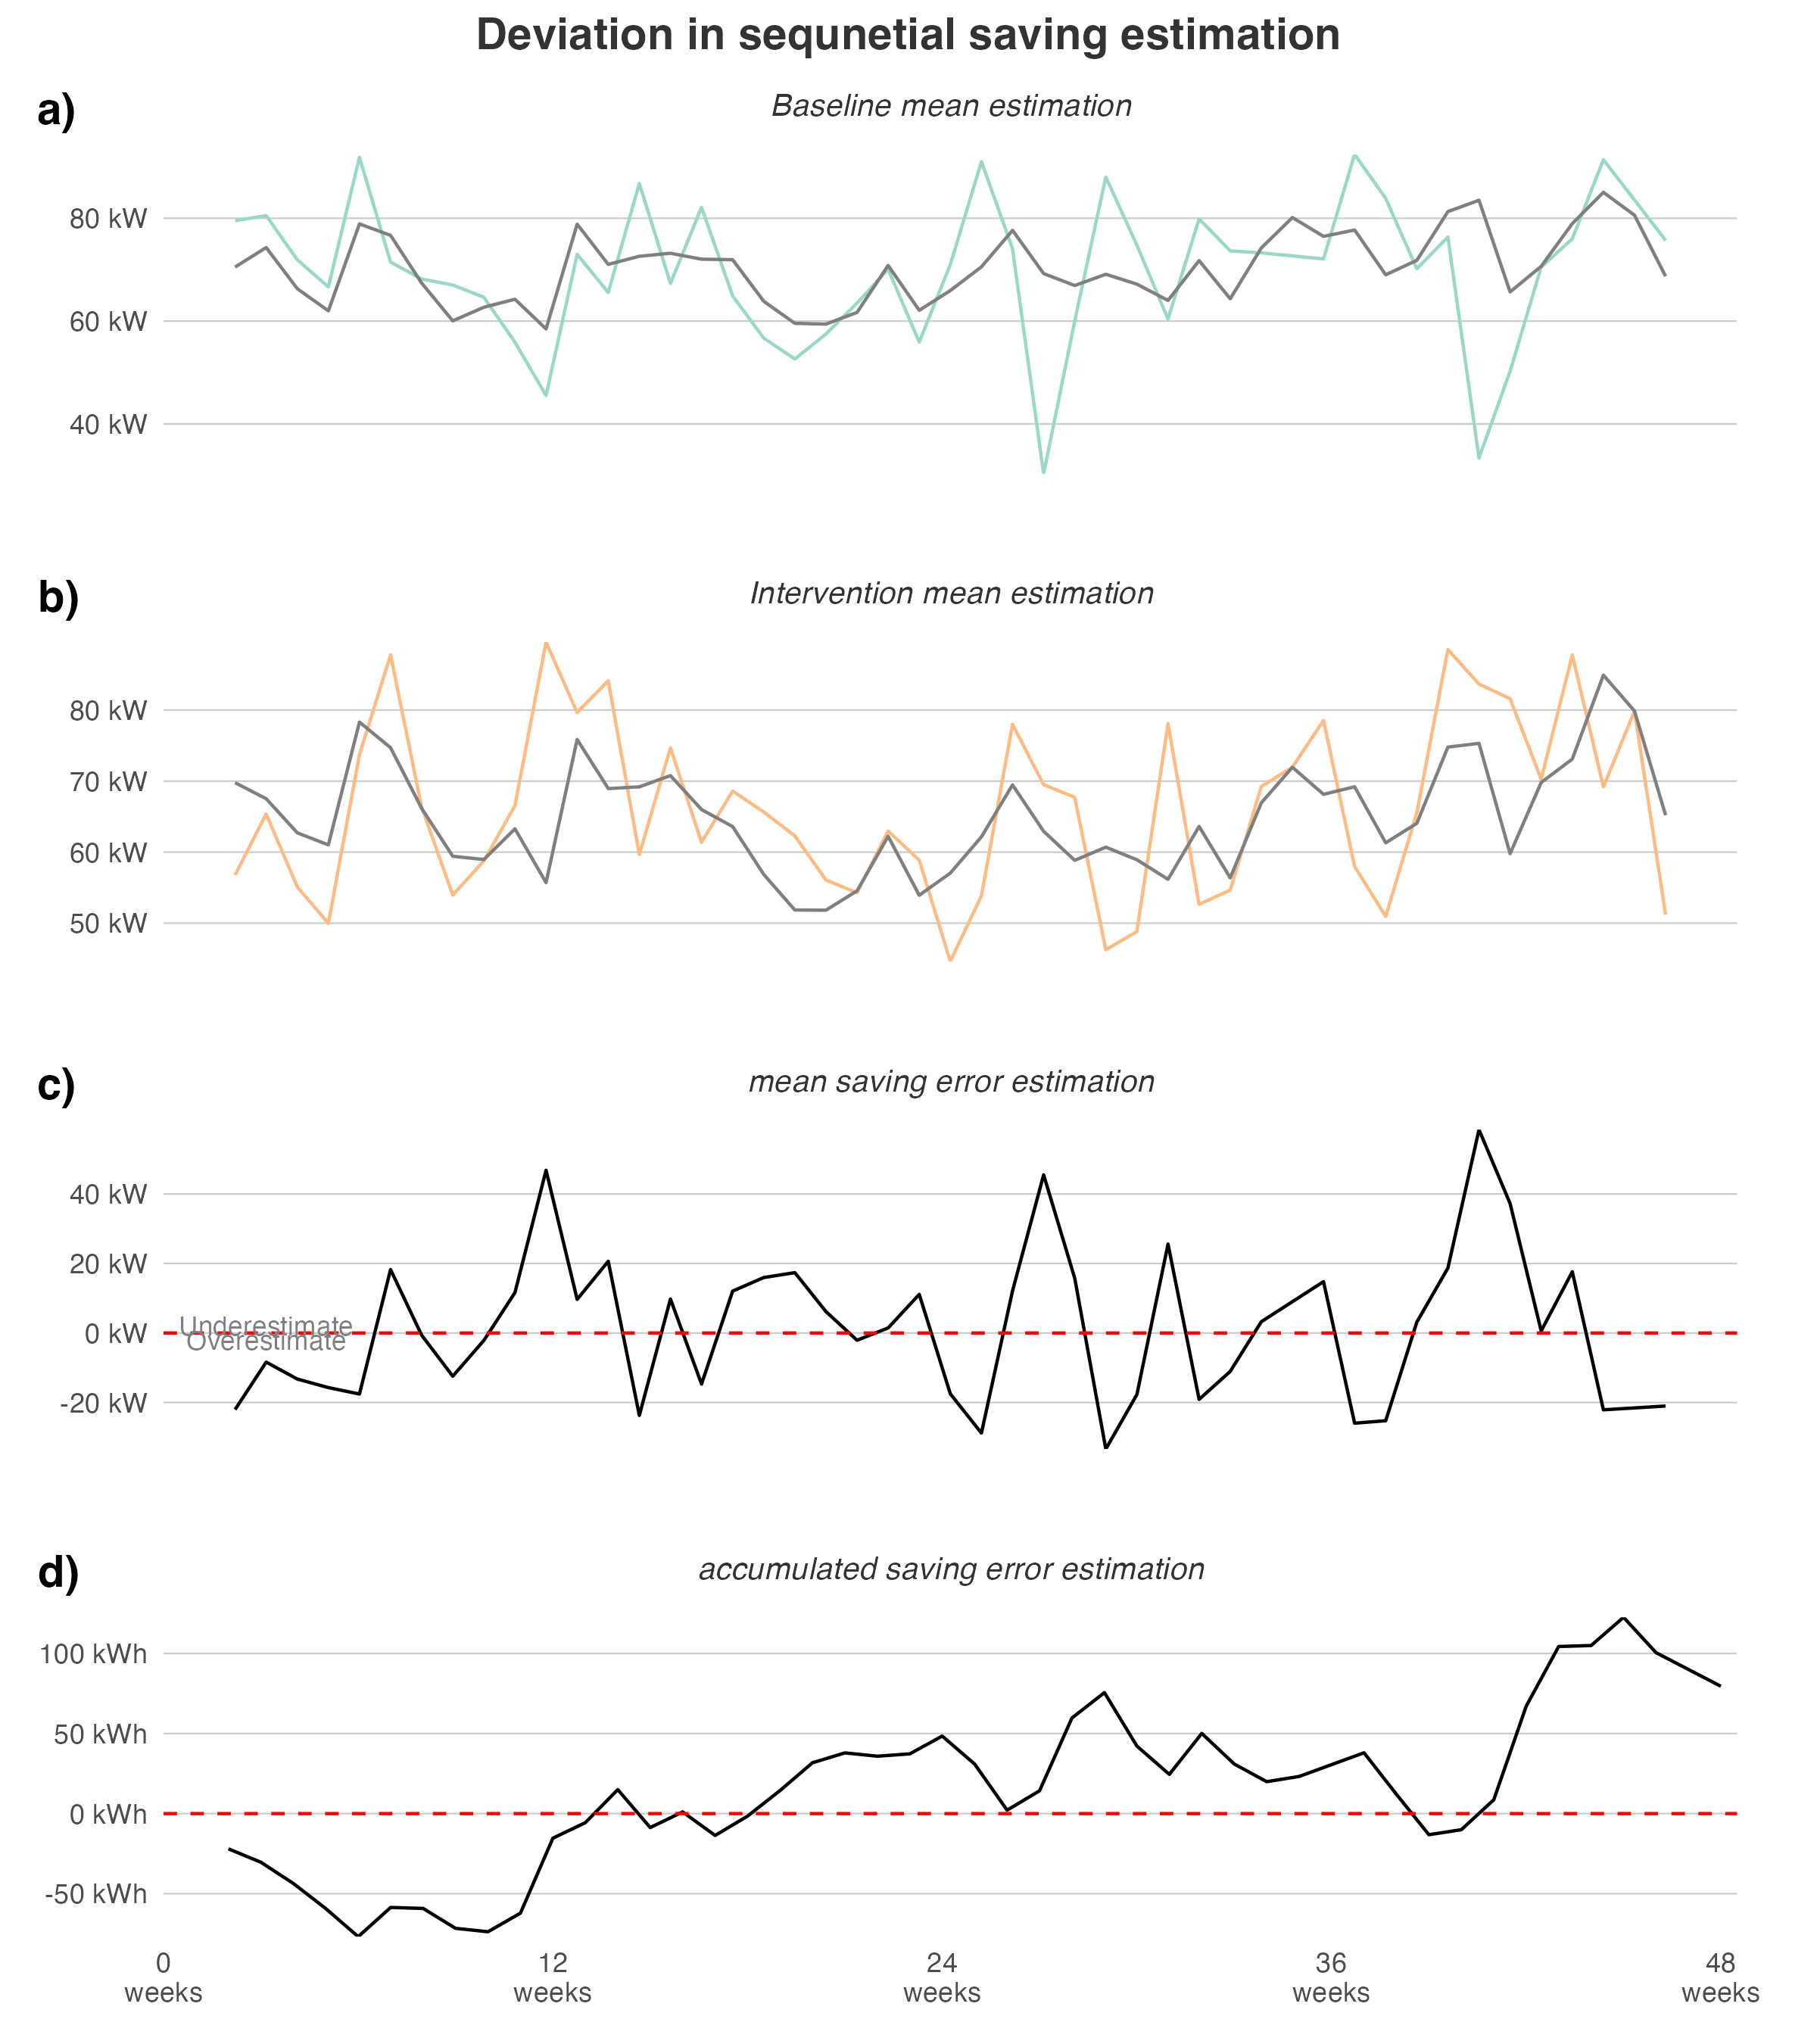 Deviation in sequnetial saving estimation
a)
Baseline mean estimation
80 kW
60 kW
40 kW
b)
Intervention mean estimation
80 kW
70 kW
60 kW
50 kW
c)
mean saving error estimation
40 kW
20 kW
0 kW
-20 kW
Underestimate
Overestimate
d)
accumulated saving error estimation
100 kWh
50 kWh
0 kWh
-50 kWh
0 12 24 36 48
weeks weeks weeks weeks weeks